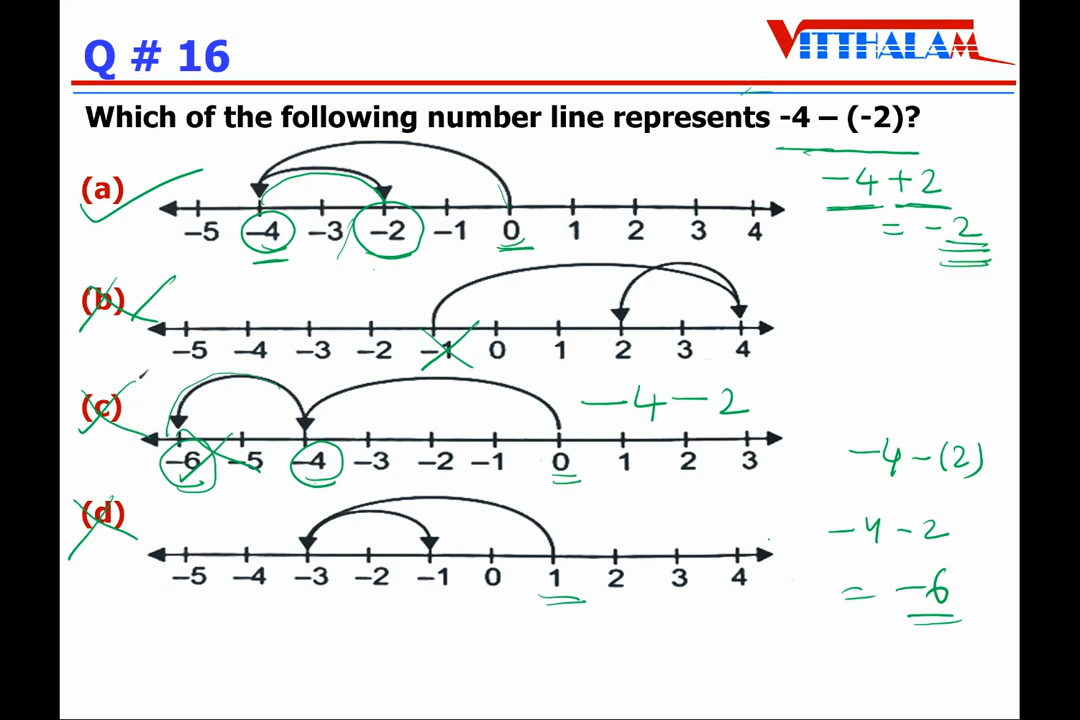 Q # 16
VITTHALAM
Which of the following number line represents -4 – (-2)?
(a)
–5 –4 –3 –2 –1 0 1 2 3 4
–4 + 2
= -2
(b)
–5 –4 –3 –2 –1 0 1 2 3 4
(c)
–4 – 2
–6 –5 –4 –3 –2 –1 0 1 2 3
–4 – (2)
(d)
–4 – 2
–5 –4 –3 –2 –1 0 1 2 3 4
= –6